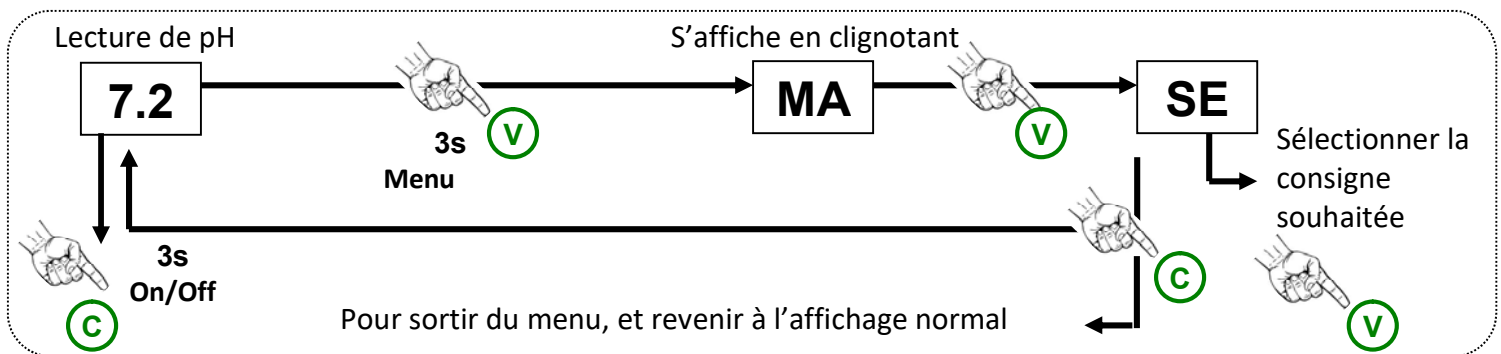 Lecture de pH
S’affiche en clignotant
7.2
MA
SE
V
V
3s
Menu
Sélectionner la
consigne
souhaitée
3s
On/Off
C
C
V
Pour sortir du menu, et revenir à l’affichage normal